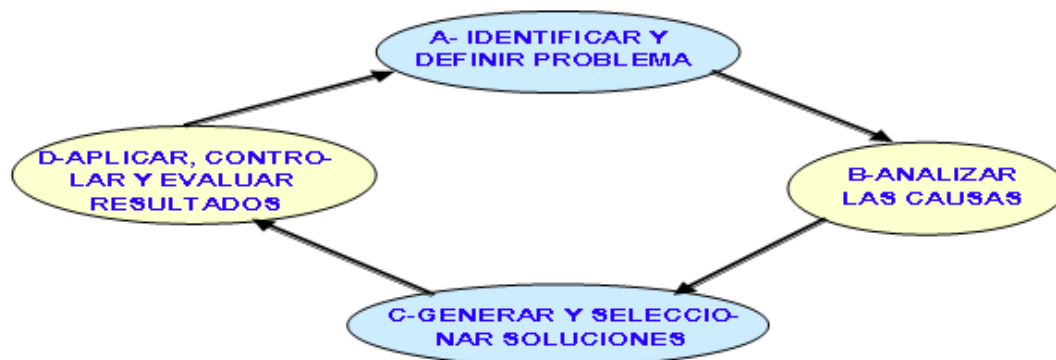 A- IDENTIFICAR Y
DEFINIR PROBLEMA
B-ANALIZAR
LAS CAUSAS
C-GENERAR Y SELECCIO-
NAR SOLUCIONES
D-APLICAR, CONTRO-
LAR Y EVALUAR
RESULTADOS